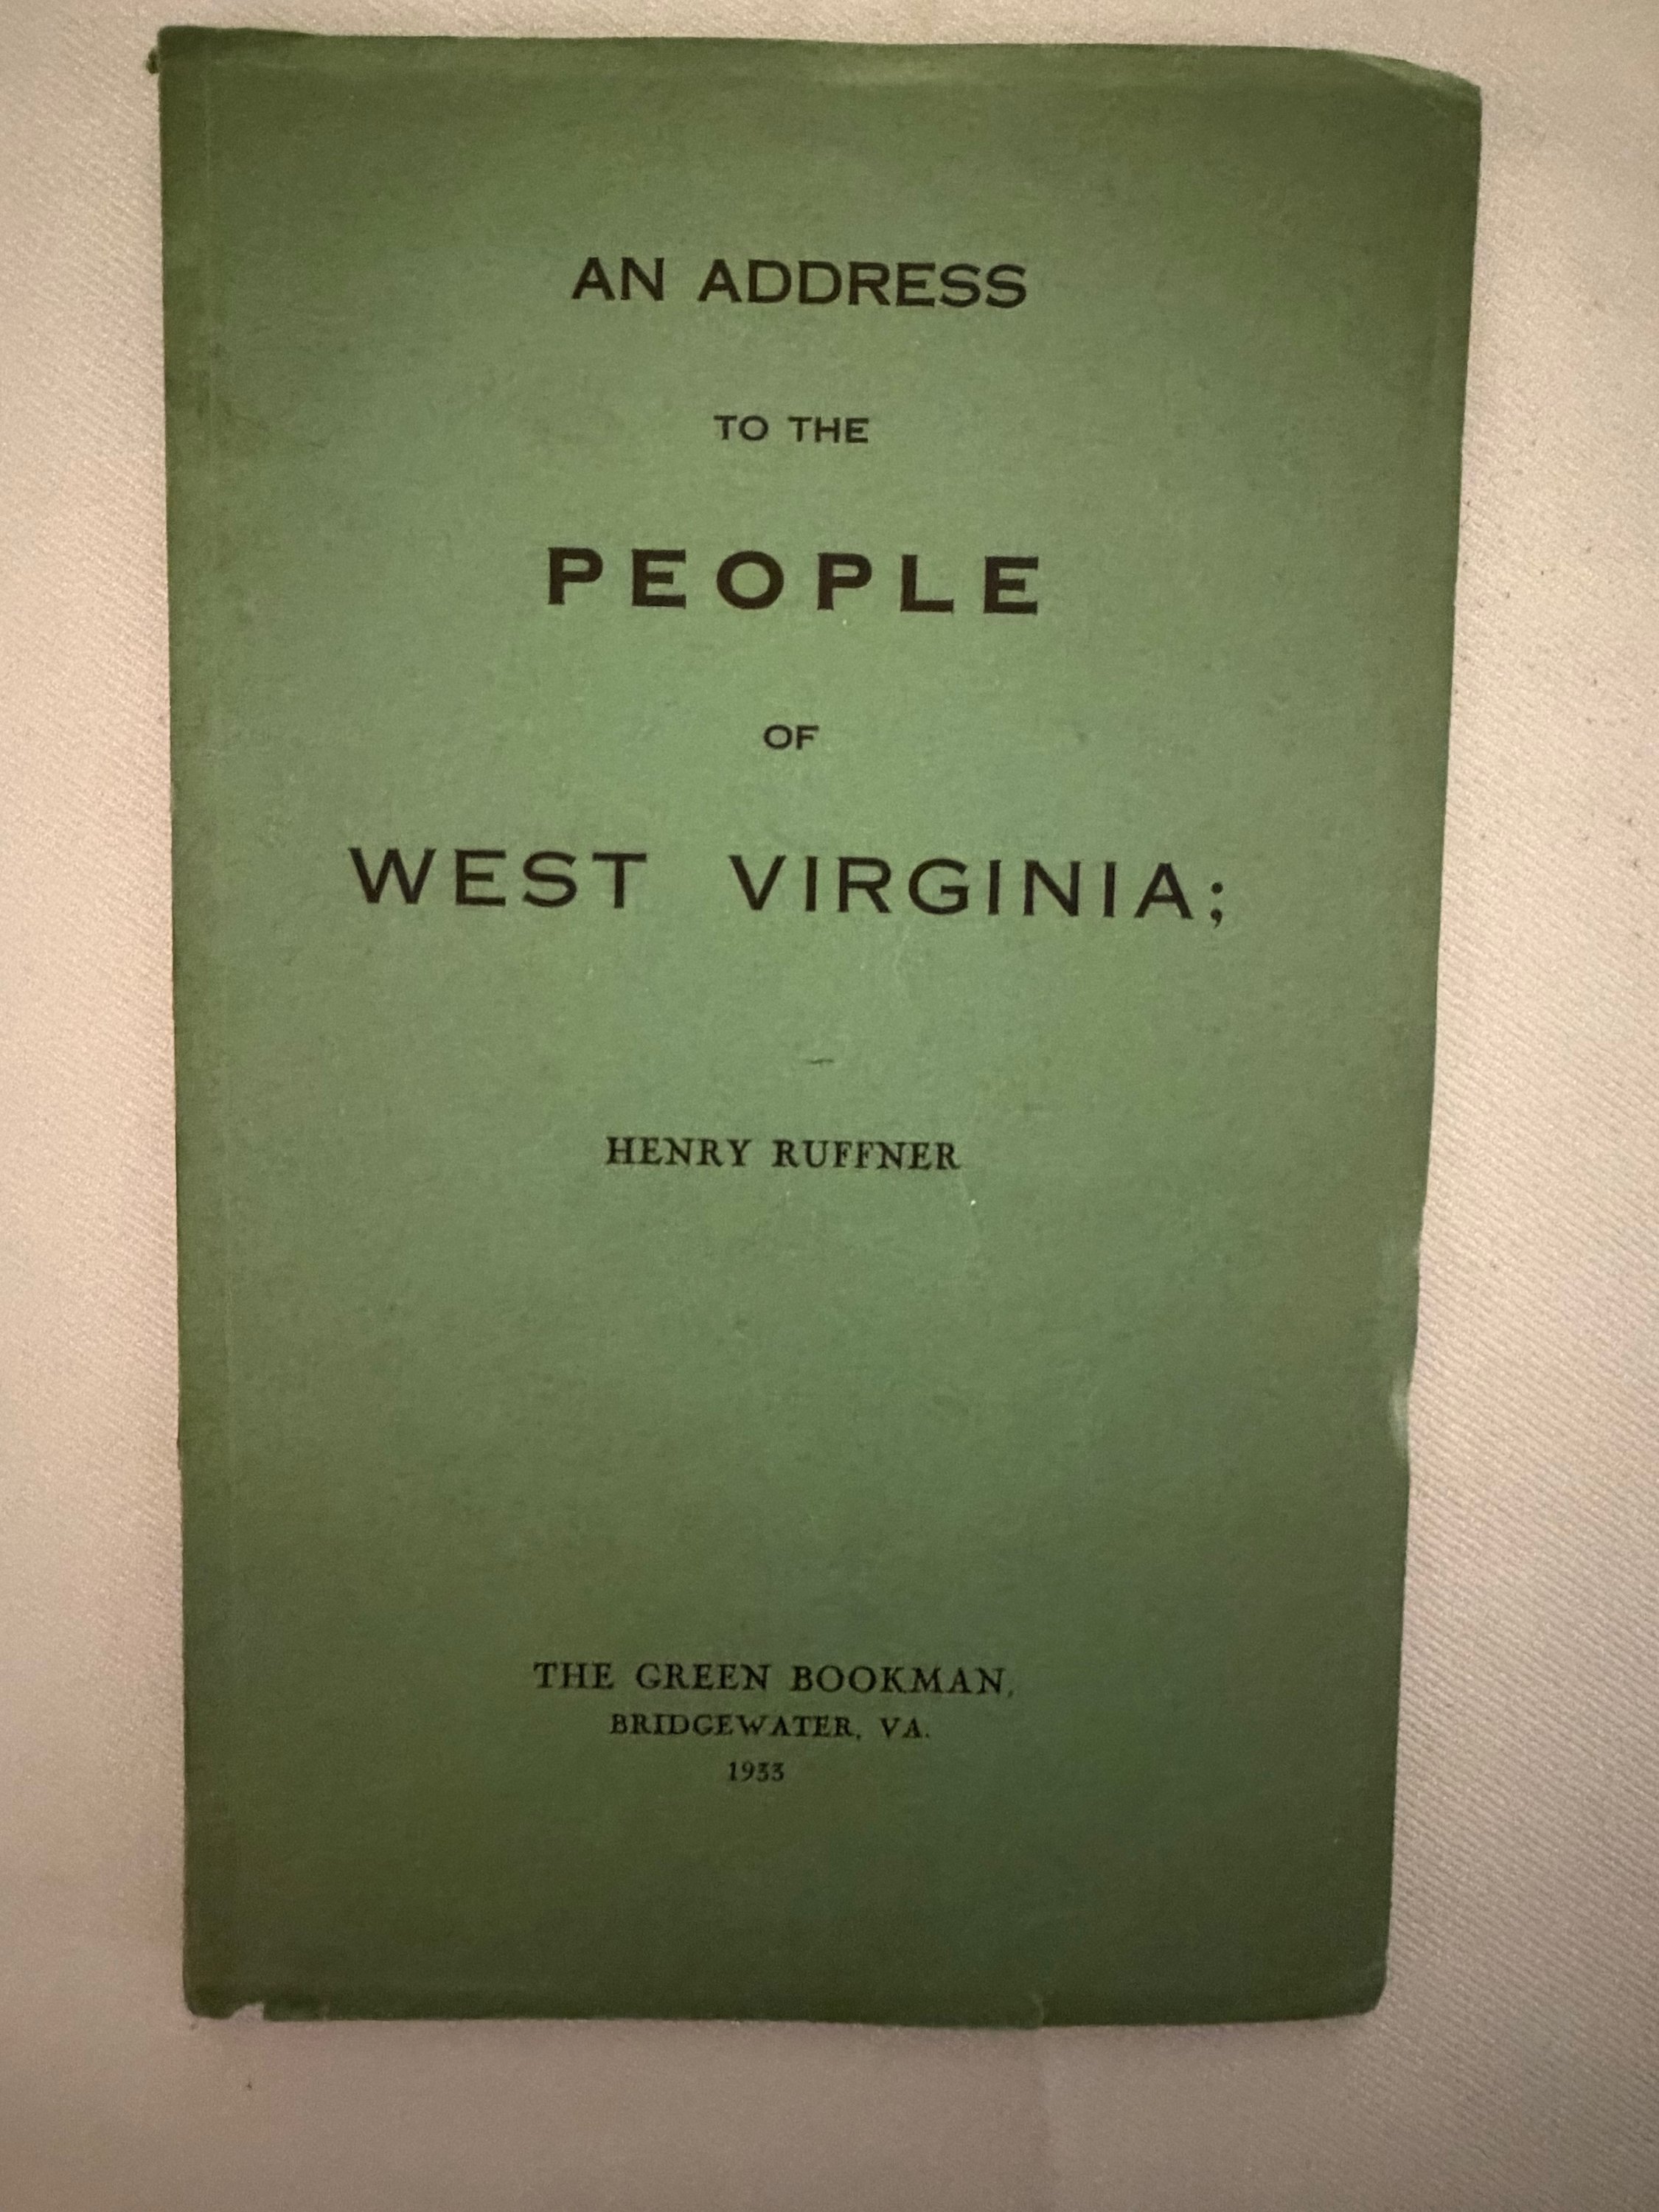 AN ADDRESS
TO THE
PEOPLE
OF
WEST VIRGINIA;
HENRY RUFFNER
THE GREEN BOOKMAN,
BRIDGEWATER, VA.
1933